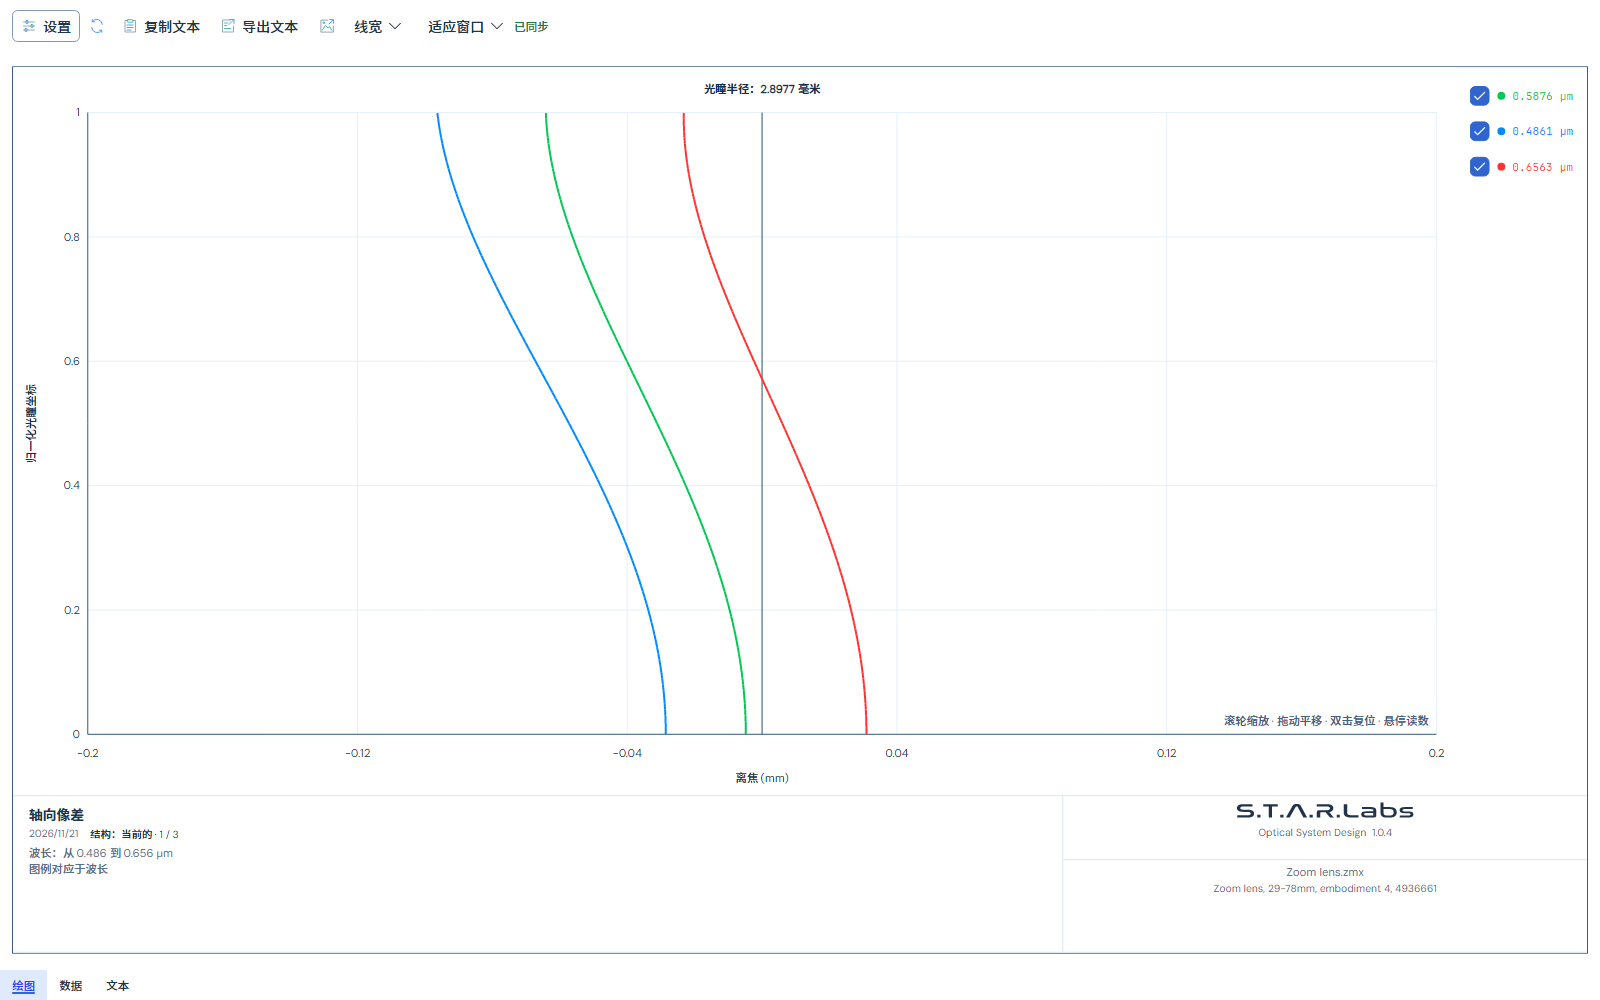 设置 复制文本 导出文本 线宽 适应窗口 已同步
光瞳半径：2.8977 毫米
0.5876 μm
0.4861 μm
0.6563 μm
1
0.8
0.6
0.4
0.2
0
归一化光瞳坐标
滚轮缩放 · 拖动平移 · 双击复位 · 悬停读数
-0.2 -0.12 -0.04 0.04 0.12 0.2
离焦 (mm)
轴向像差
2026/11/21 结构：当前的 · 1 / 3
波长：从 0.486 到 0.656 μm
图例对应于波长
S.T.A.R.Labs
Optical System Design 1.0.4
Zoom lens.zmx
Zoom lens, 29-78mm, embodiment 4, 4936661
绘图 数据 文本